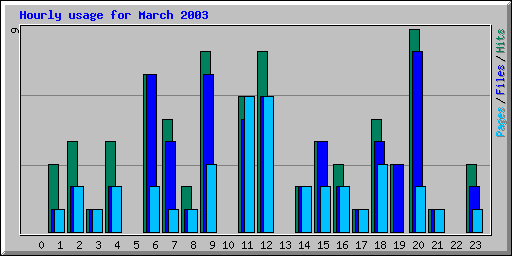 Hourly usage for March 2003
9
Pages/Files/Hits
0 1 2 3 4 5 6 7 8 9 10 11 12 13 14 15 16 17 18 19 20 21 22 23